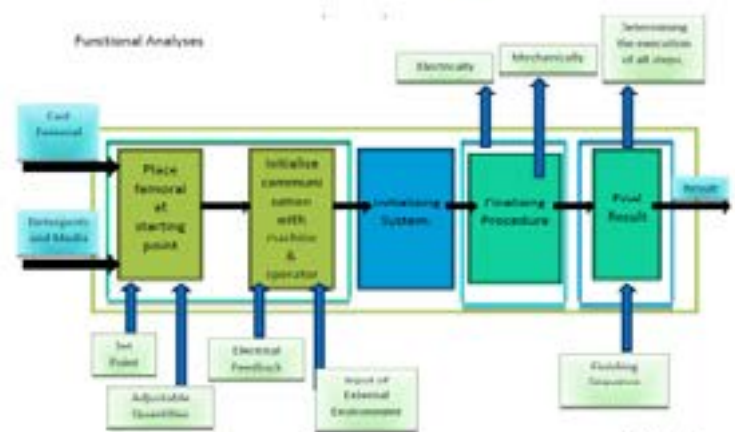 Functional Analyses
Determining
the execution
of all steps
Electrically
Mechanically
Cast
Femoral
Detergents
and Media
Place
femoral
at
starting
point
Initialise
communi
cation
with
machine
&
operator
Initialising
System
Finalising
Procedure
Final
Result
Result
Set
Point
Adjustable
Quantities
Electrical
Feedback
Input of
External
Environment
Finishing
Sequence